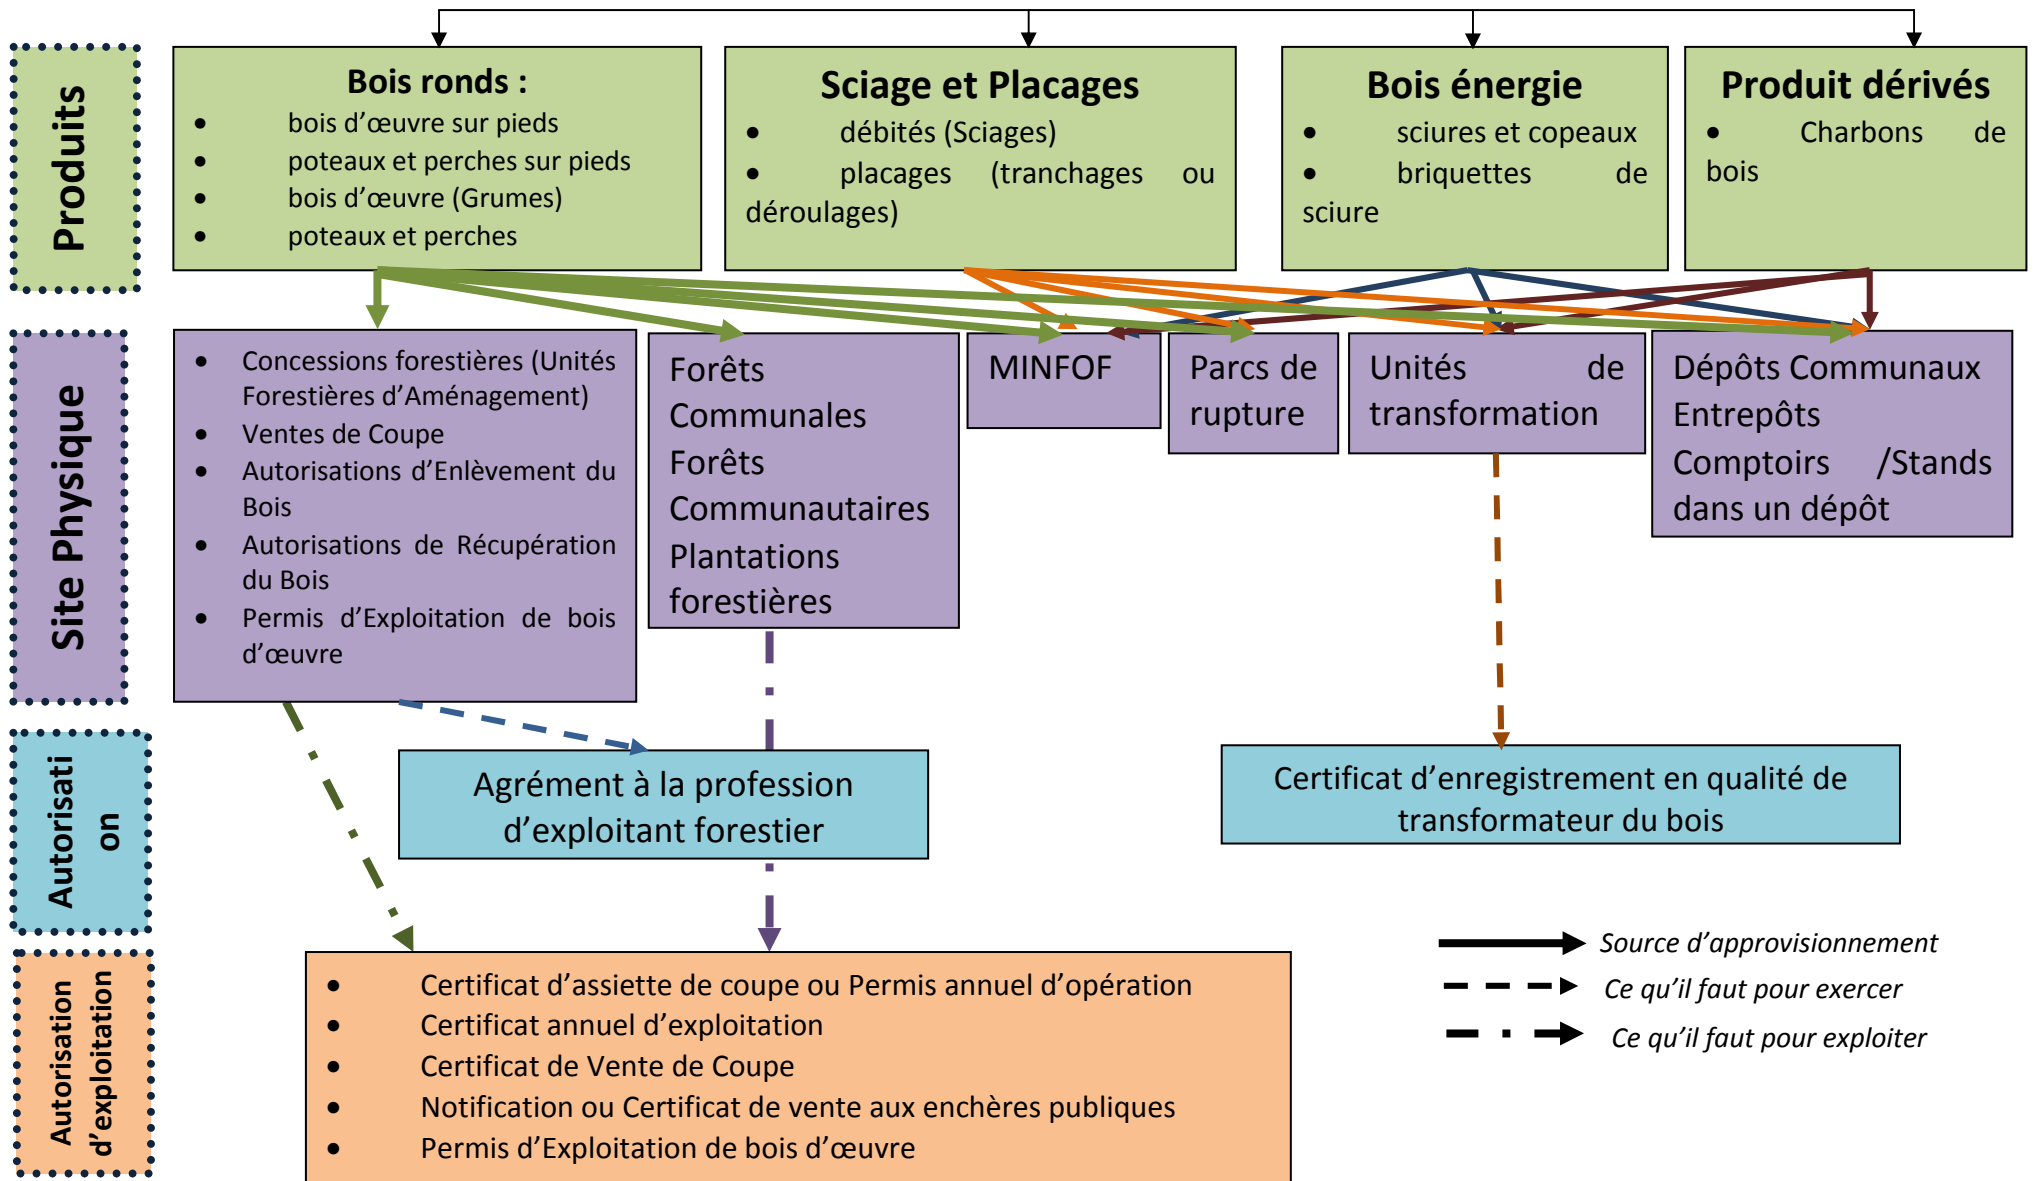 Produits
Bois ronds :
• bois d’œuvre sur pieds
• poteaux et perches sur pieds
• bois d’œuvre (Grumes)
• poteaux et perches
Sciage et Placages
• débités (Sciages)
• placages (tranchages ou
déroulages)
Bois énergie
• sciures et copeaux
• briquettes de
sciure
Produit dérivés
• Charbons de
bois
Site Physique
• Concessions forestières (Unités
Forestières d’Aménagement)
• Ventes de Coupe
• Autorisations d’Enlèvement du
Bois
• Autorisations de Récupération
du Bois
• Permis d’Exploitation de bois
d’œuvre
Forêts
Communales
Forêts
Communautaires
Plantations
forestières
MINFOF
Parcs de
rupture
Unités de
transformation
Dépôts Communaux
Entrepôts
Comptoirs /Stands
dans un dépôt
Autorisati
on
Agrément à la profession
d’exploitant forestier
Certificat d’enregistrement en qualité de
transformateur du bois
Autorisation
d’exploitation
• Certificat d’assiette de coupe ou Permis annuel d’opération
• Certificat annuel d’exploitation
• Certificat de Vente de Coupe
• Notification ou Certificat de vente aux enchères publiques
• Permis d’Exploitation de bois d’œuvre
Source d’approvisionnement
Ce qu’il faut pour exercer
Ce qu’il faut pour exploiter